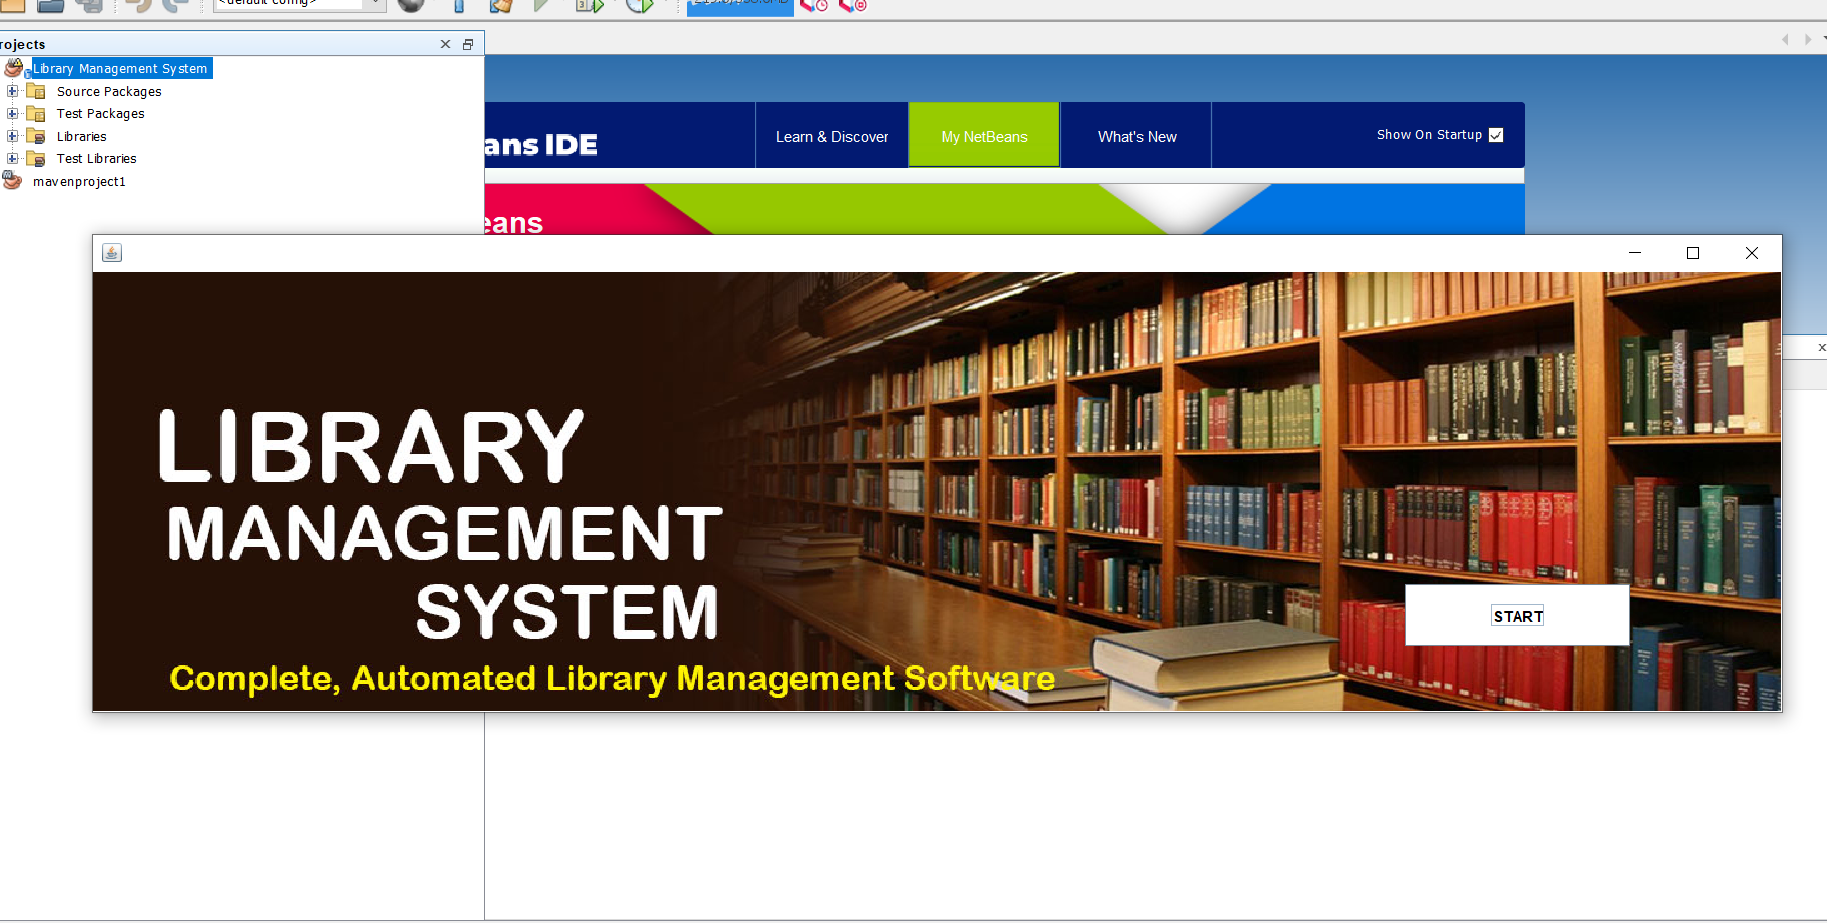 <default config>
rojects
Library Management System
Source Packages
Test Packages
Libraries
Test Libraries
mavenproject1
ans IDE
Learn & Discover
My NetBeans
What's New
Show On Startup
eans
LIBRARY
MANAGEMENT
SYSTEM
Complete, Automated Library Management Software
START